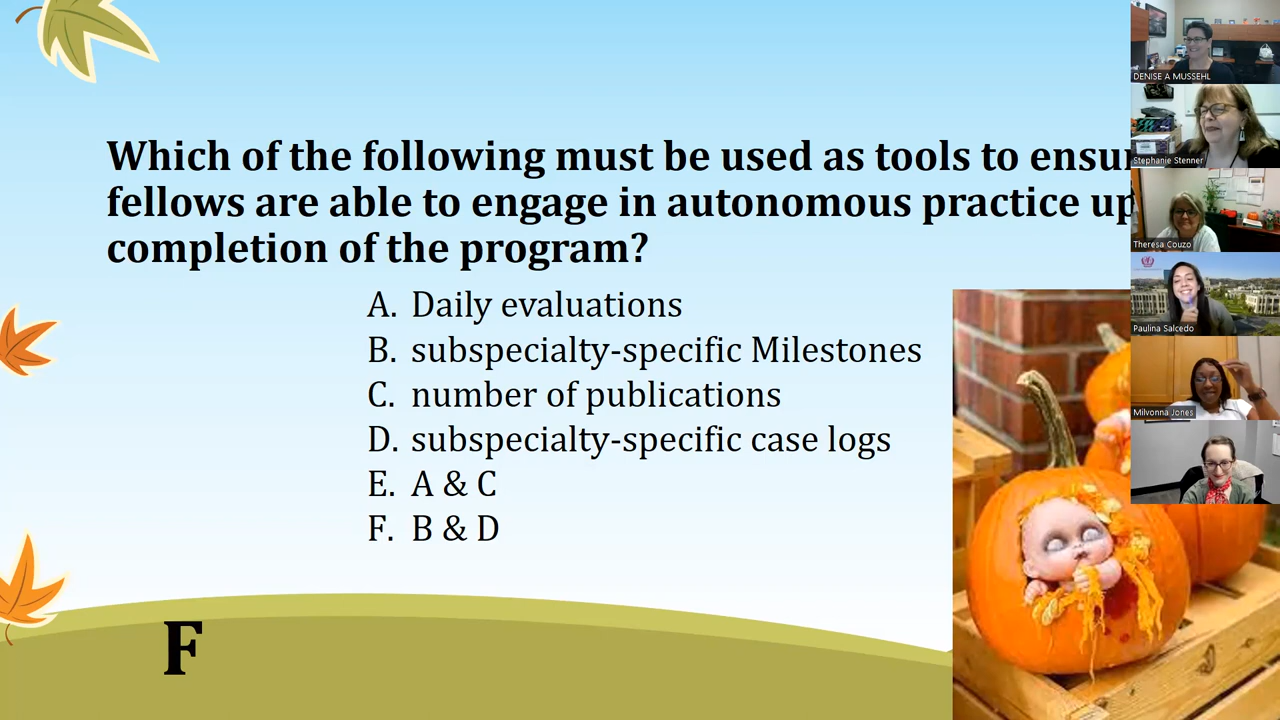 Which of the following must be used as tools to
fellows are able to engage in autonomous practice
completion of the program?
A. Daily evaluations
B. subspecialty-specific Milestones
C. number of publications
D. subspecialty-specific case logs
E. A & C
F. B & D
F
DENISE A MUSSEHL
Stephanie Stenner
Theresa Couzo
Paulina Salcedo
Milvonna Jones